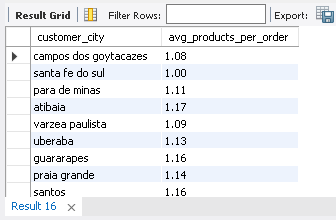 Result Grid Filter Rows: Export:
customer_city avg_products_per_order
campos dos goytacazes 1.08
santa fe do sul 1.00
para de minas 1.11
atibaia 1.17
varzea paulista 1.09
uberaba 1.13
guararapes 1.16
praia grande 1.14
santos 1.16
Result 16